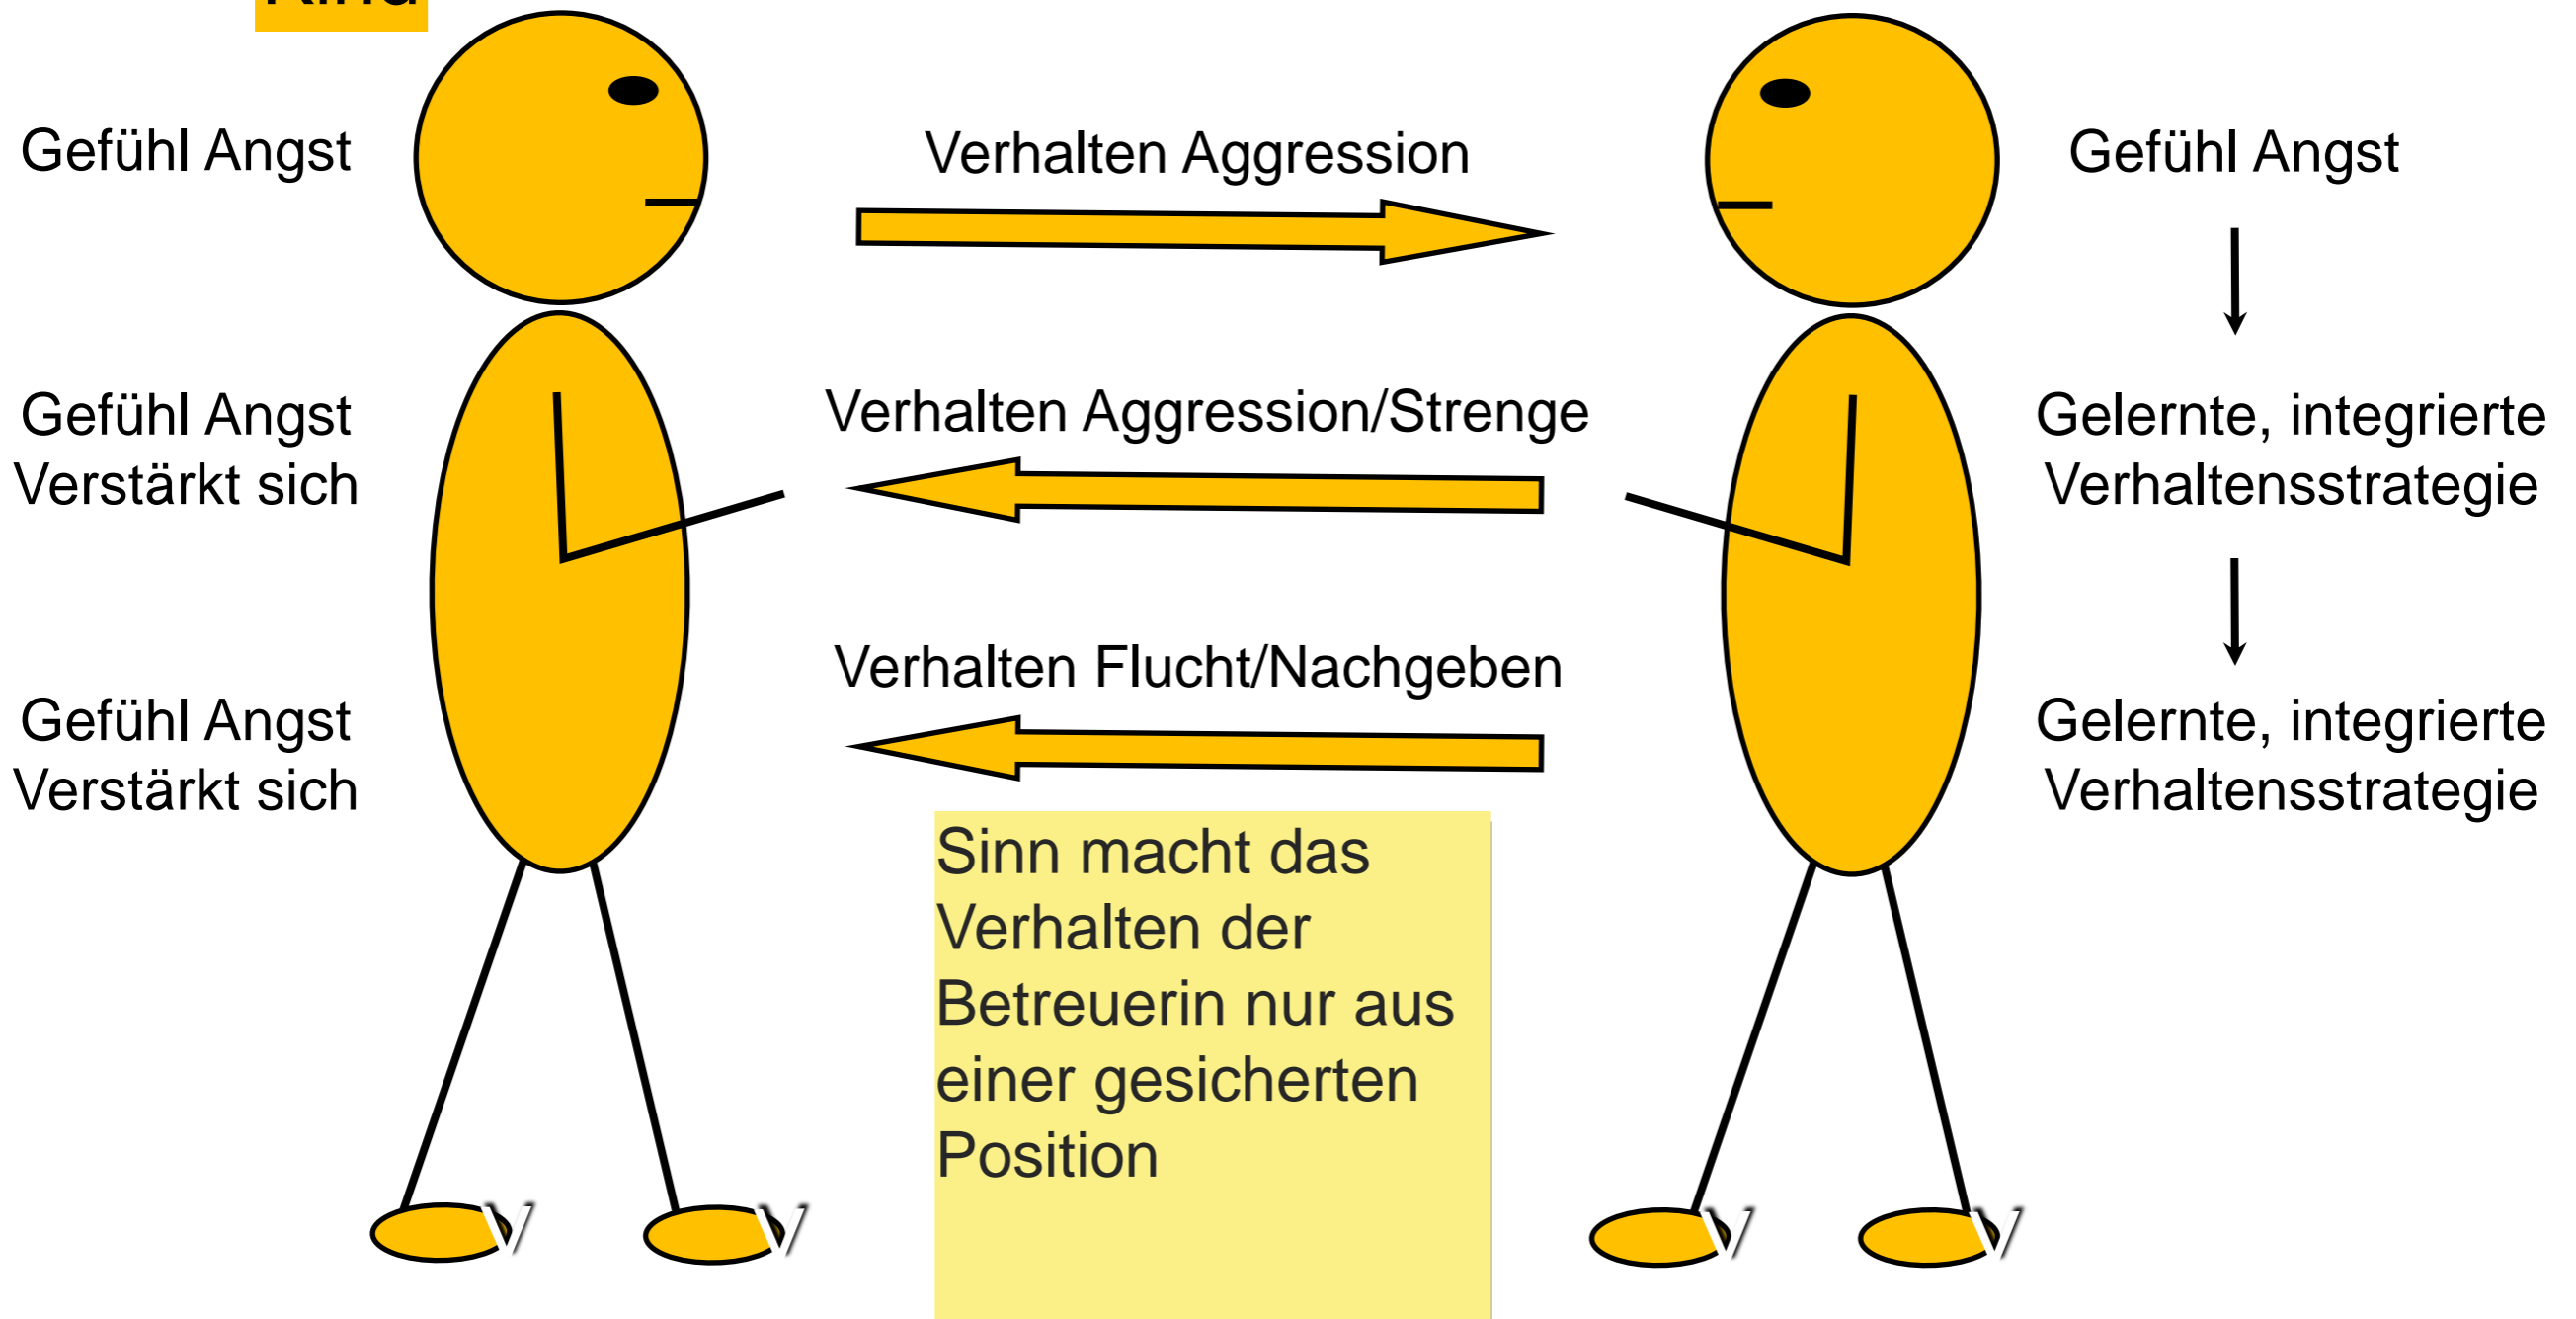 Kind
Gefühl Angst
Verhalten Aggression
Gefühl Angst
Gefühl Angst
Verstärkt sich
Verhalten Aggression/Strenge
Gelernte, integrierte
Verhaltensstrategie
Gefühl Angst
Verstärkt sich
Verhalten Flucht/Nachgeben
Gelernte, integrierte
Verhaltensstrategie
Sinn macht das
Verhalten der
Betreuerin nur aus
einer gesicherten
Position
V
V
V
V